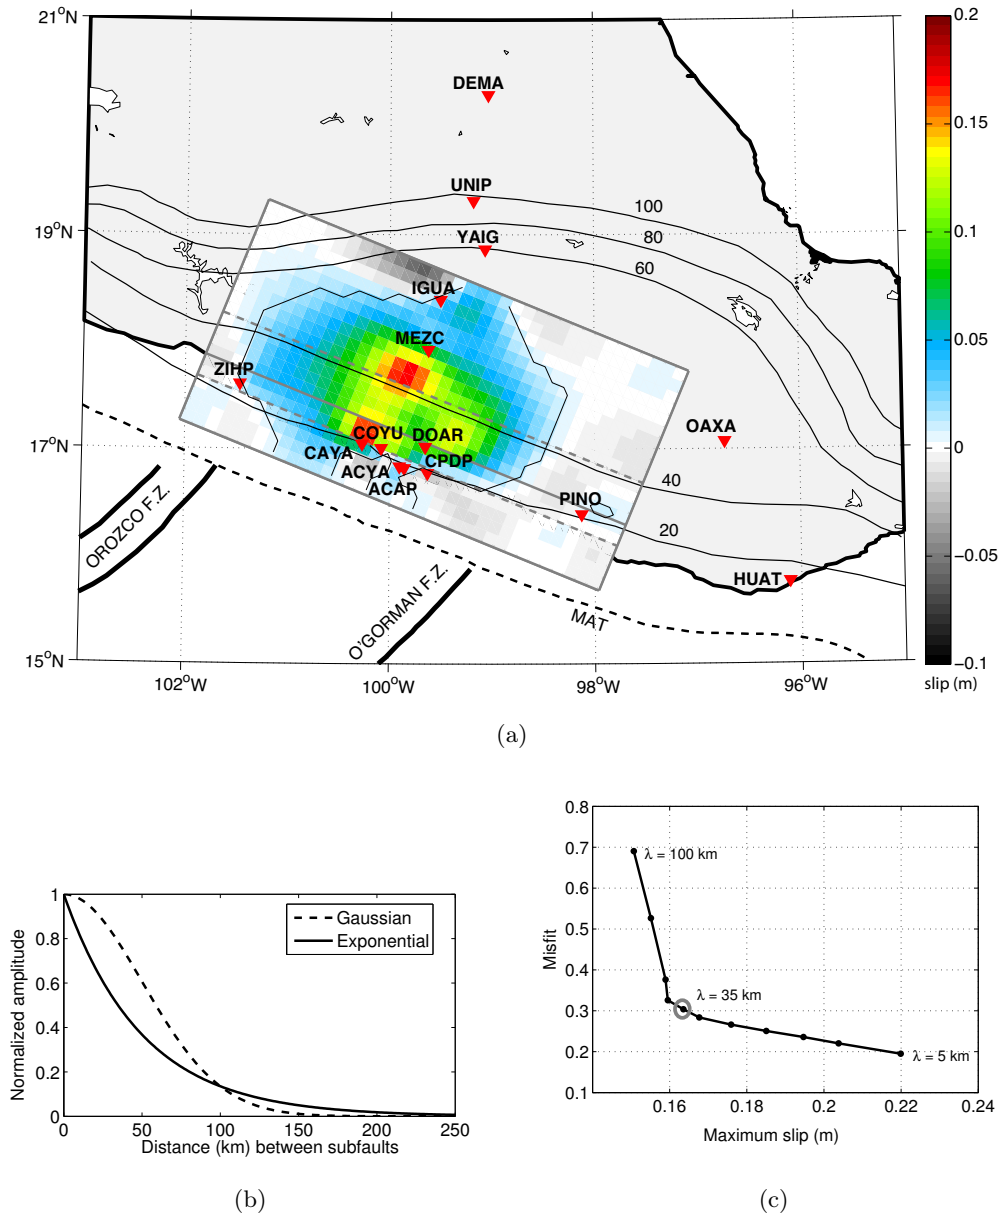 21°N
19°N
17°N
15°N
102°W
100°W
98°W
96°W
DEMA
UNIP
YAIG
IGUA
MEZC
ZIHP
COYU
DOAR
CAYA
CPDP
ACYA
ACAP
PINO
OAXA
HUAT
100
80
60
40
20
OROZCO F.Z.
O'GORMAN F.Z.
MAT
0.2
0.15
0.1
0.05
0
−0.05
−0.1
slip (m)
(a)
Normalized amplitude
1
0.8
0.6
0.4
0.2
0
0 50 100 150 200 250
Distance (km) between subfaults
Gaussian
Exponential
(b)
Misfit
0.8
0.7
0.6
0.5
0.4
0.3
0.2
0.1
0.16 0.18 0.2 0.22 0.24
Maximum slip (m)
λ = 100 km
λ = 35 km
λ = 5 km
(c)